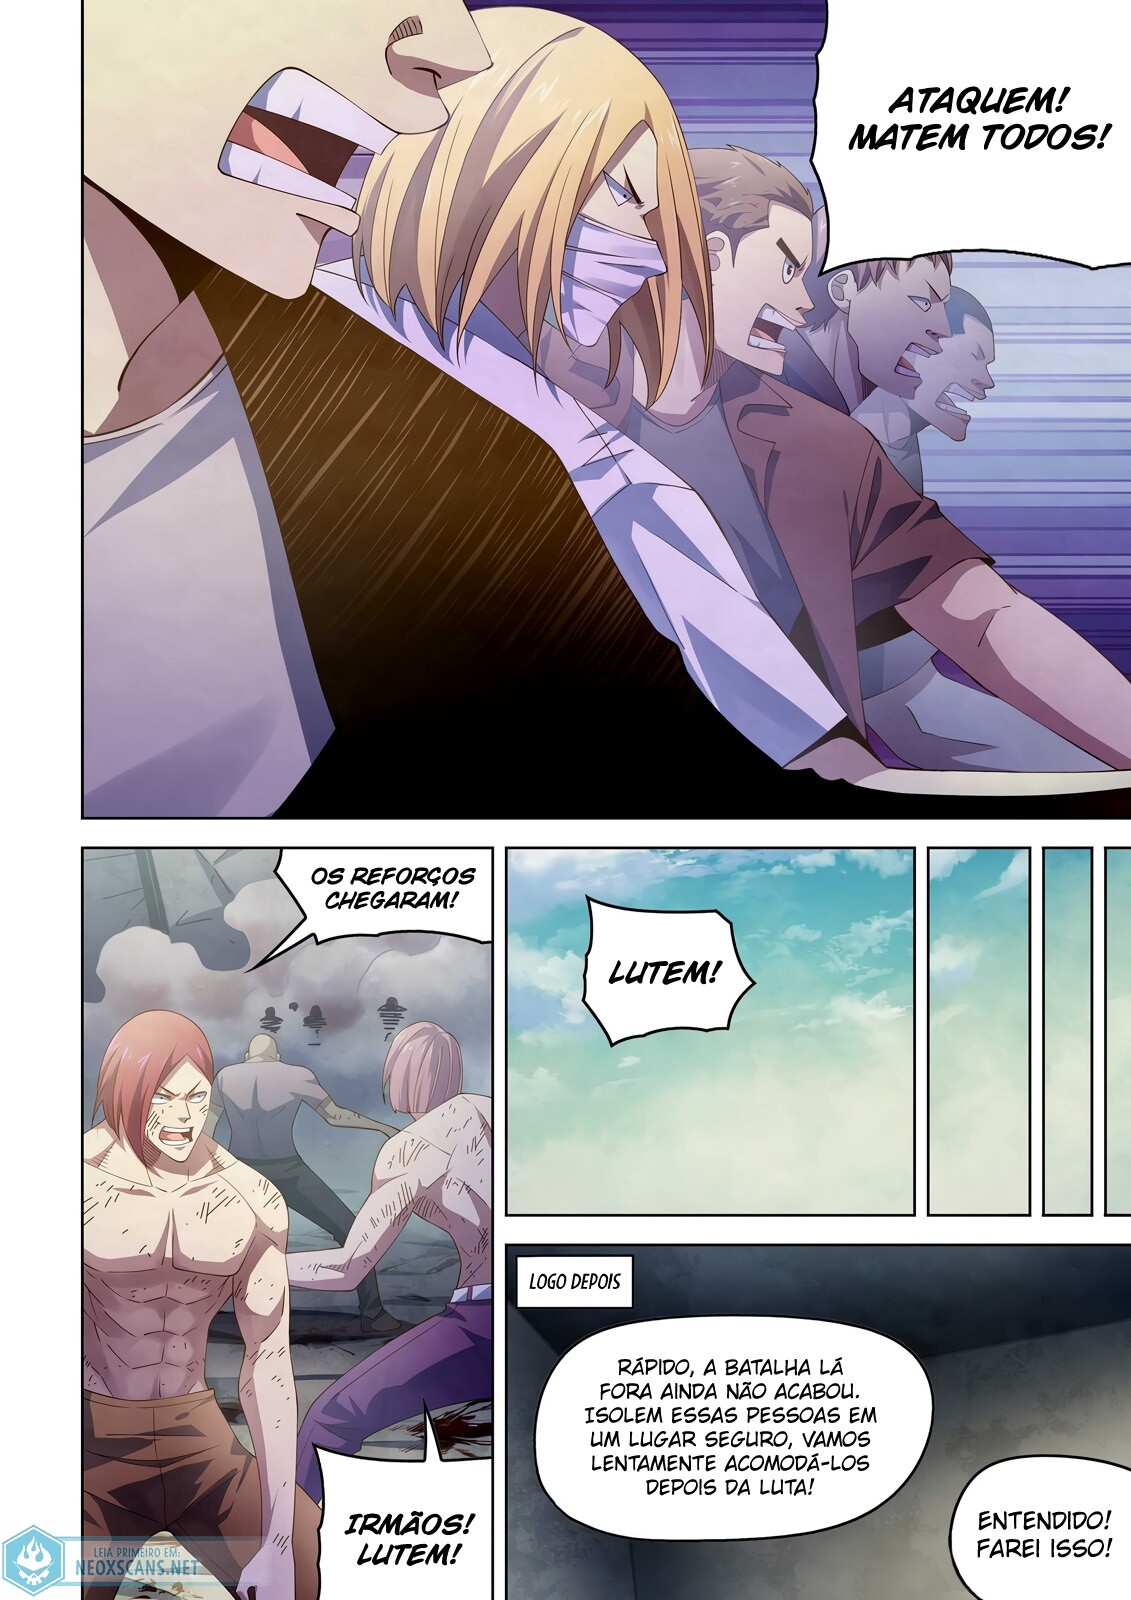 ATAQUEM!
MATEM TODOS!
OS REFORÇOS
CHEGARAM!
IRMÃOS!
LUTEM!
LUTEM!
LOGO DEPOIS
RÁPIDO, A BATALHA LÁ
FORA AINDA NÃO ACABOU.
ISOLEM ESSAS PESSOAS EM
UM LUGAR SEGURO, VAMOS
LENTAMENTE ACOMODÁ-LOS
DEPOIS DA LUTA!
ENTENDIDO!
FAREI ISSO!
LEIA PRIMEIRO EM:
NEOXSCANS.NET